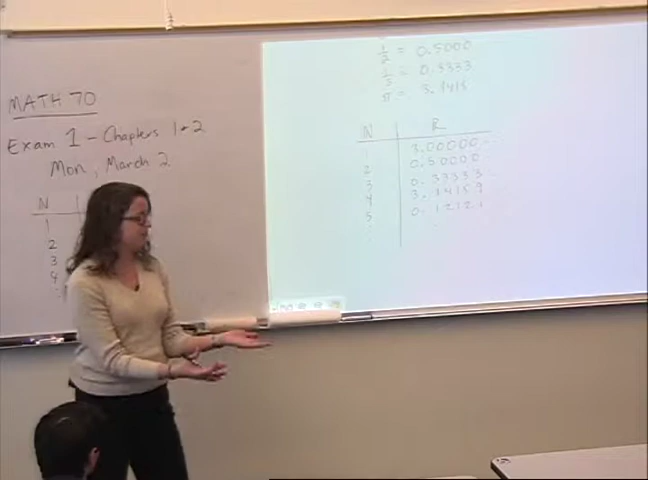 MATH 70
Exam 1 - Chapters 1+2
Mon, March 2
N
1
2
3
4
1/2 = 0.5000
1/3 = 0.3333
π = 3.1415
N R
1 3.00000...
2 0.50000
3 0.33333...
4 3.14159
5 0.12121